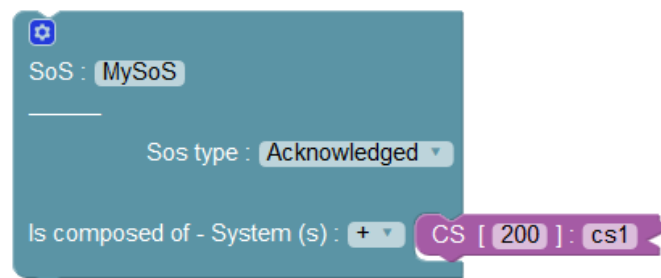 SoS : MySoS
Sos type : Acknowledged
Is composed of - System (s) : + CS [ 200 ] : cs1